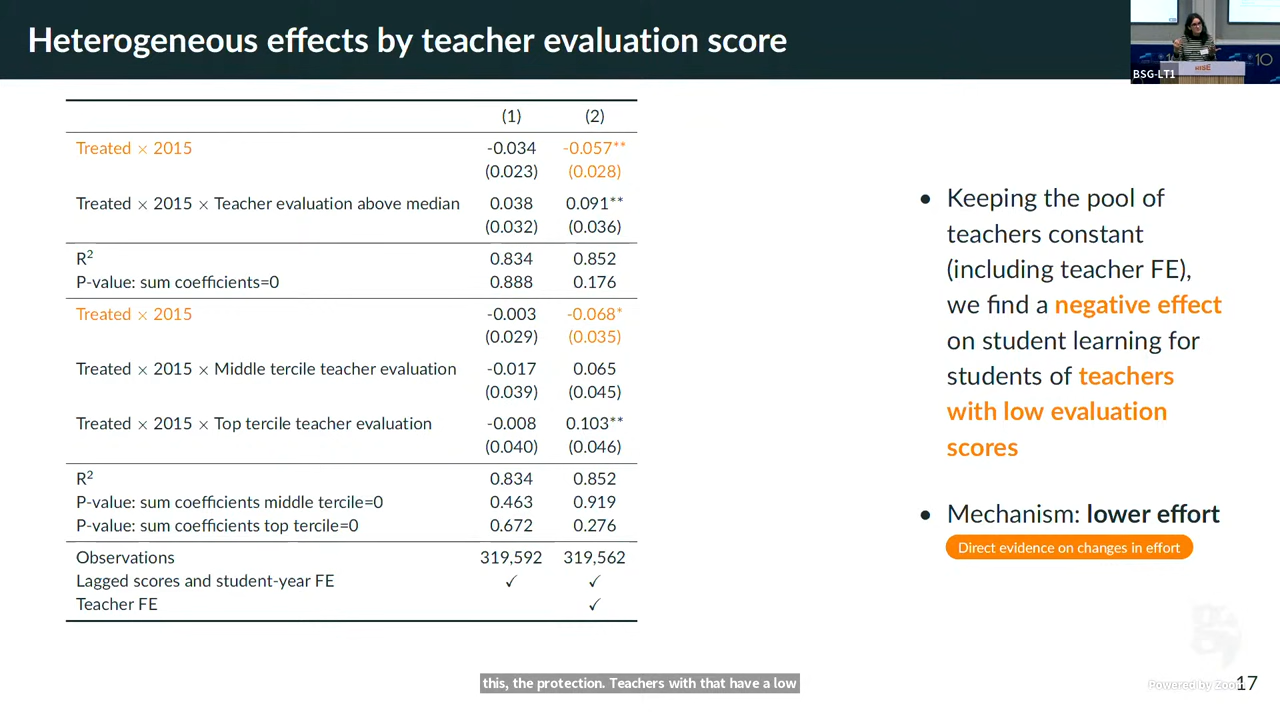 Heterogeneous effects by teacher evaluation score
BSG-LT1
(1) (2)
Treated × 2015 -0.034 -0.057**
(0.023) (0.028)
Treated × 2015 × Teacher evaluation above median 0.038 0.091**
(0.032) (0.036)
R² 0.834 0.852
P-value: sum coefficients=0 0.888 0.176
Treated × 2015 -0.003 -0.068*
(0.029) (0.035)
Treated × 2015 × Middle tercile teacher evaluation -0.017 0.065
(0.039) (0.045)
Treated × 2015 × Top tercile teacher evaluation -0.008 0.103**
(0.040) (0.046)
R² 0.834 0.852
P-value: sum coefficients middle tercile=0 0.463 0.919
P-value: sum coefficients top tercile=0 0.672 0.276
Observations 319,592 319,562
Lagged scores and student-year FE ✓ ✓
Teacher FE ✓
• Keeping the pool of
teachers constant
(including teacher FE),
we find a negative effect
on student learning for
students of teachers
with low evaluation
scores
• Mechanism: lower effort
Direct evidence on changes in effort
this, the protection. Teachers with that have a low
Powered by Zoom
17